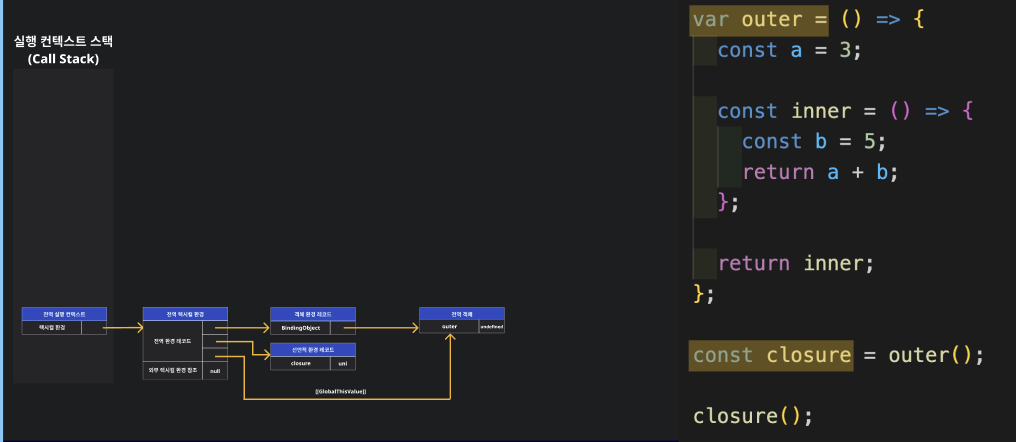 실행 컨텍스트 스택
(Call Stack)
전역 실행 컨텍스트
렉시컬 환경
전역 렉시컬 환경
전역 환경 레코드
외부 렉시컬 환경 참조
null
객체 환경 레코드
BindingObject
선언적 환경 레코드
closure
uni
전역 객체
outer
undefined
[[GlobalThisValue]]
var outer = () => {
const a = 3;
const inner = () => {
const b = 5;
return a + b;
};
return inner;
};
const closure = outer();
closure();